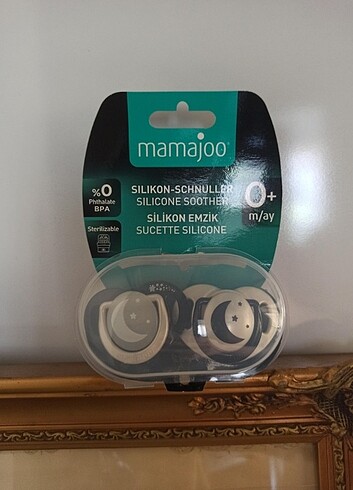 mamajoo®
%0
Phthalate
BPA
Sterilizable
SILIKON-SCHNULLER
SILICONE SOOTHER
SİLİKON EMZİK
SUCETTE SILICONE
0+
m/ay